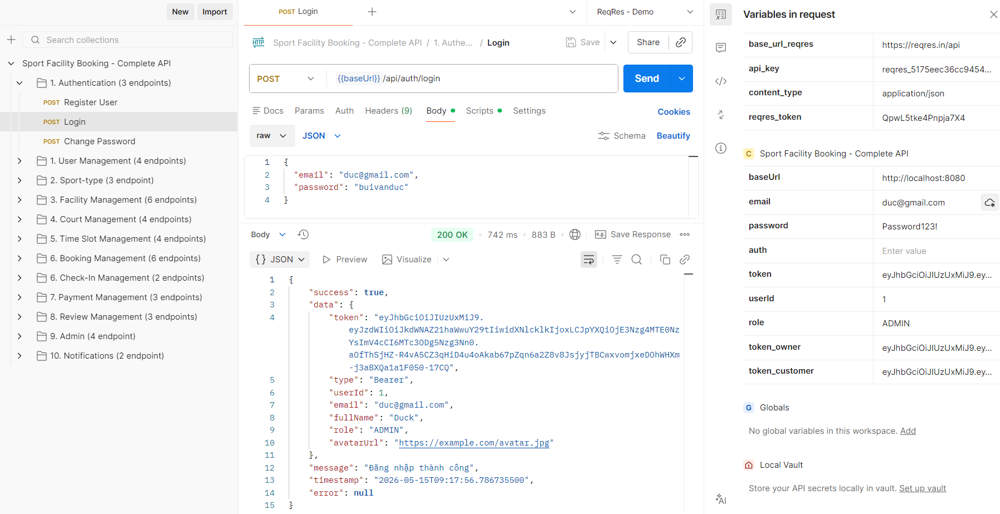 New
Import
Search collections
Sport Facility Booking - Complete API
1. Authentication (3 endpoints)
POST Register User
POST Login
POST Change Password
1. User Management (4 endpoints)
2. Sport-type (3 endpoint)
3. Facility Management (6 endpoints)
4. Court Management (4 endpoints)
5. Time Slot Management (4 endpoints)
6. Booking Management (6 endpoints)
6. Check-In Management (2 endpoints)
7. Payment Management (3 endpoints)
8. Review Management (3 endpoints)
9. Admin (4 endpoint)
10. Notifications (2 endpoint)
POST Login
ReqRes - Demo
HTTP Sport Facility Booking - Complete API / 1. Authe... / Login
Save
Share
POST
{{baseUrl}} /api/auth/login
Send
Docs Params Auth Headers (9) Body Scripts Settings
Cookies
raw JSON
Schema Beautify
1 {
2 "email": "duc@gmail.com",
3 "password": "buivanduc"
4 }
Body
200 OK • 742 ms • 883 B
e.g. Save Response
{ } JSON Preview Visualize
1 {
2 "success": true,
3 "data": {
4 "token": "eyJhbGciOiJIUzUxMiJ9.
eyJzdWIiOiJkdWNAZ21haWwuY29tIiwidXNlcklkIjoxLCJpYXQiOjE3Nzg4MTE0Nz
YsImV4cCI6MTc3ODg5Nzg3Nn0.
aOfThSjHZ-R4vA5CZ3qHiD4u4oAkab67pZqn6a2Z8v8JsjyjTBCwxvomjxeDOhWHXm
-j3aBXQa1a1F050-17CQ",
5 "type": "Bearer",
6 "userId": 1,
7 "email": "duc@gmail.com",
8 "fullName": "Duck",
9 "role": "ADMIN",
10 "avatarUrl": "https://example.com/avatar.jpg"
11 },
12 "message": "Đăng nhập thành công",
13 "timestamp": "2026-05-15T09:17:56.786735500",
14 "error": null
15 }
Variables in request
base_url_reqres https://reqres.in/api
api_key reqres_5175eec36cc9454...
content_type application/json
reqres_token QpwL5tke4Pnpja7X4
C Sport Facility Booking - Complete API
baseUrl http://localhost:8080
email duc@gmail.com
password Password123!
auth Enter value
token eyJhbGciOiJIUzUxMiJ9.ey...
userId 1
role ADMIN
token_owner eyJhbGciOiJIUzUxMiJ9.ey...
token_customer eyJhbGciOiJIUzUxMiJ9.ey...
G Globals
No global variables in this workspace. Add
Local Vault
Store your API secrets locally in vault. Set up vault
AI